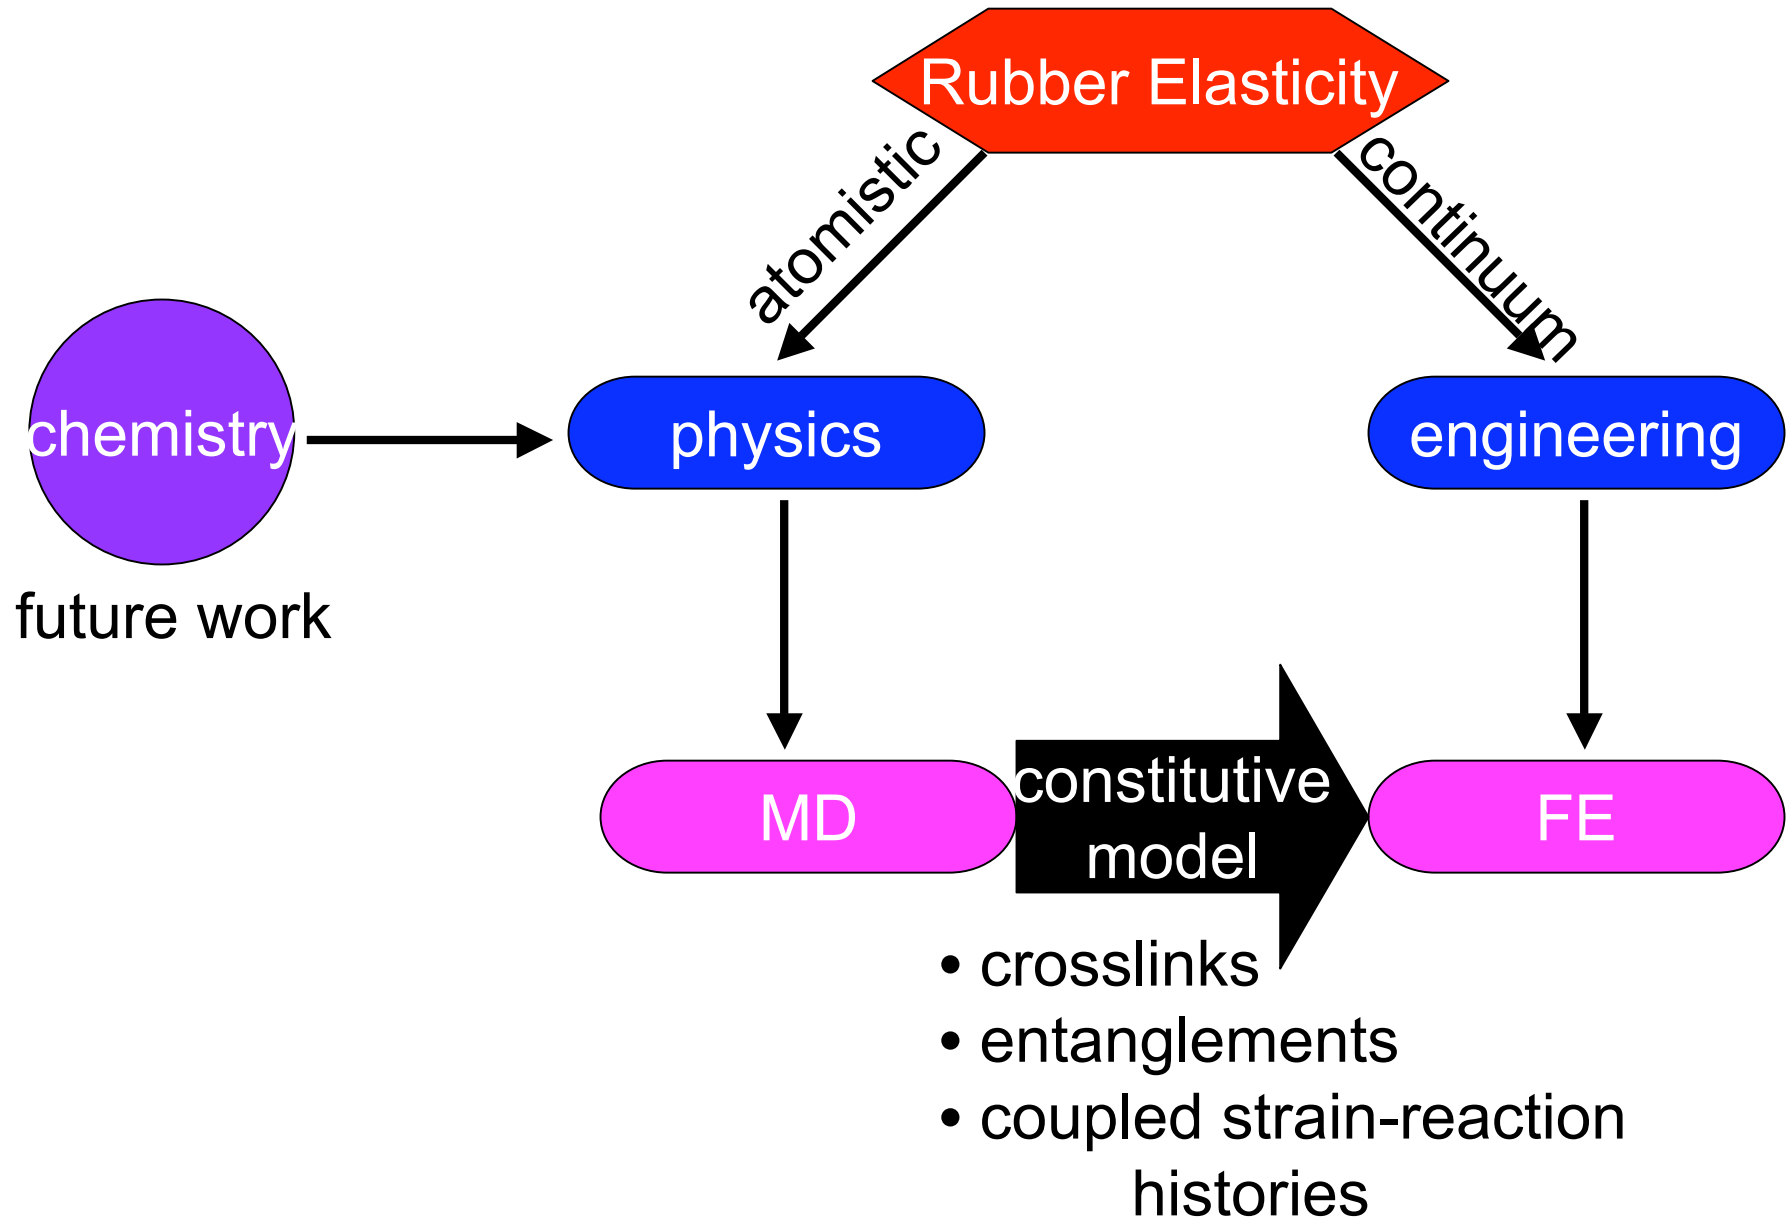 Rubber Elasticity
atomistic
continuum
chemistry
physics
engineering
future work
MD
constitutive
model
FE
• crosslinks
• entanglements
• coupled strain-reaction
histories